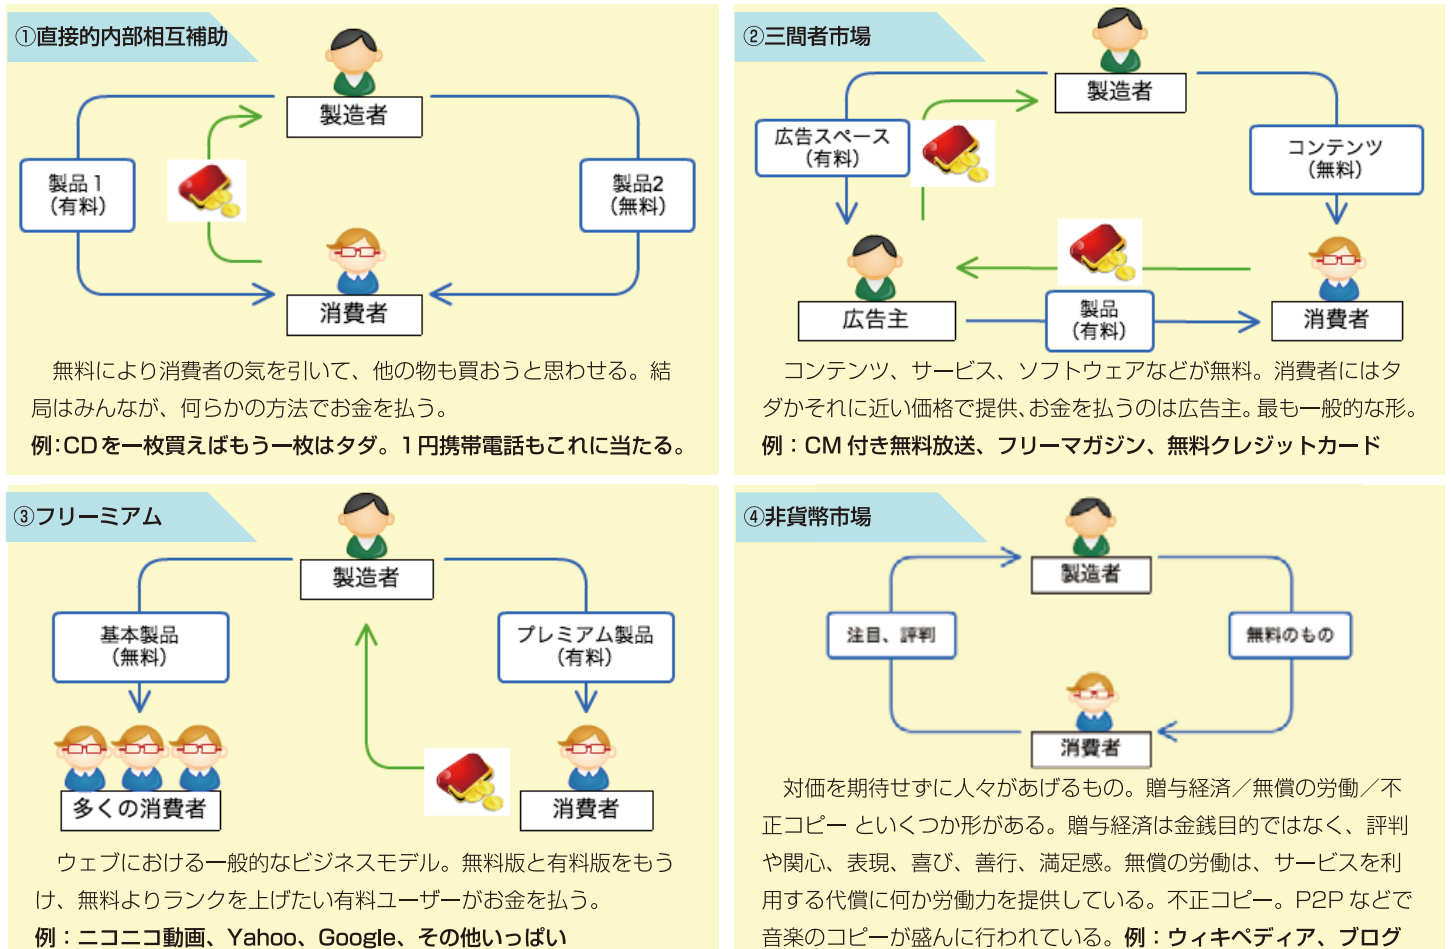 ①直接的内部相互補助
製造者
製品1
(有料)
製品2
(無料)
消費者
無料により消費者の気を引いて、他の物も買おうと思わせる。結
局はみんなが、何らかの方法でお金を払う。
例:CDを一枚買えばもう一枚はタダ。1円携帯電話もこれに当たる。
②三間者市場
製造者
広告スペース
(有料)
コンテンツ
(無料)
広告主
製品
(有料)
消費者
コンテンツ、サービス、ソフトウェアなどが無料。消費者にはタ
ダかそれに近い価格で提供、お金を払うのは広告主。最も一般的な形。
例:CM付き無料放送、フリーマガジン、無料クレジットカード
③フリーミアム
製造者
基本製品
(無料)
プレミアム製品
(有料)
多くの消費者
消費者
ウェブにおける一般的なビジネスモデル。無料版と有料版をもう
け、無料よりランクを上げたい有料ユーザーがお金を払う。
例:ニコニコ動画、Yahoo、Google、その他いっぱい
④非貨幣市場
製造者
注目、評判
無料のもの
消費者
対価を期待せずに人々があげるもの。贈与経済/無償の労働/不
正コピー といくつか形がある。贈与経済は金銭目的ではなく、評判
や関心、表現、喜び、善行、満足感。無償の労働は、サービスを利
用する代償に何か労働力を提供している。不正コピー。P2Pなどで
音楽のコピーが盛んに行われている。例:ウィキペディア、ブログ